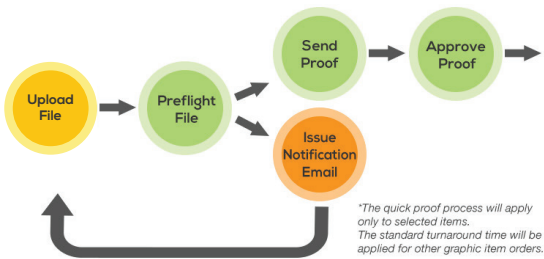 Upload
File
Preflight
File
Send
Proof
Approve
Proof
Issue
Notification
Email
*The quick proof process will apply
only to selected items.
The standard turnaround time will be
applied for other graphic item orders.